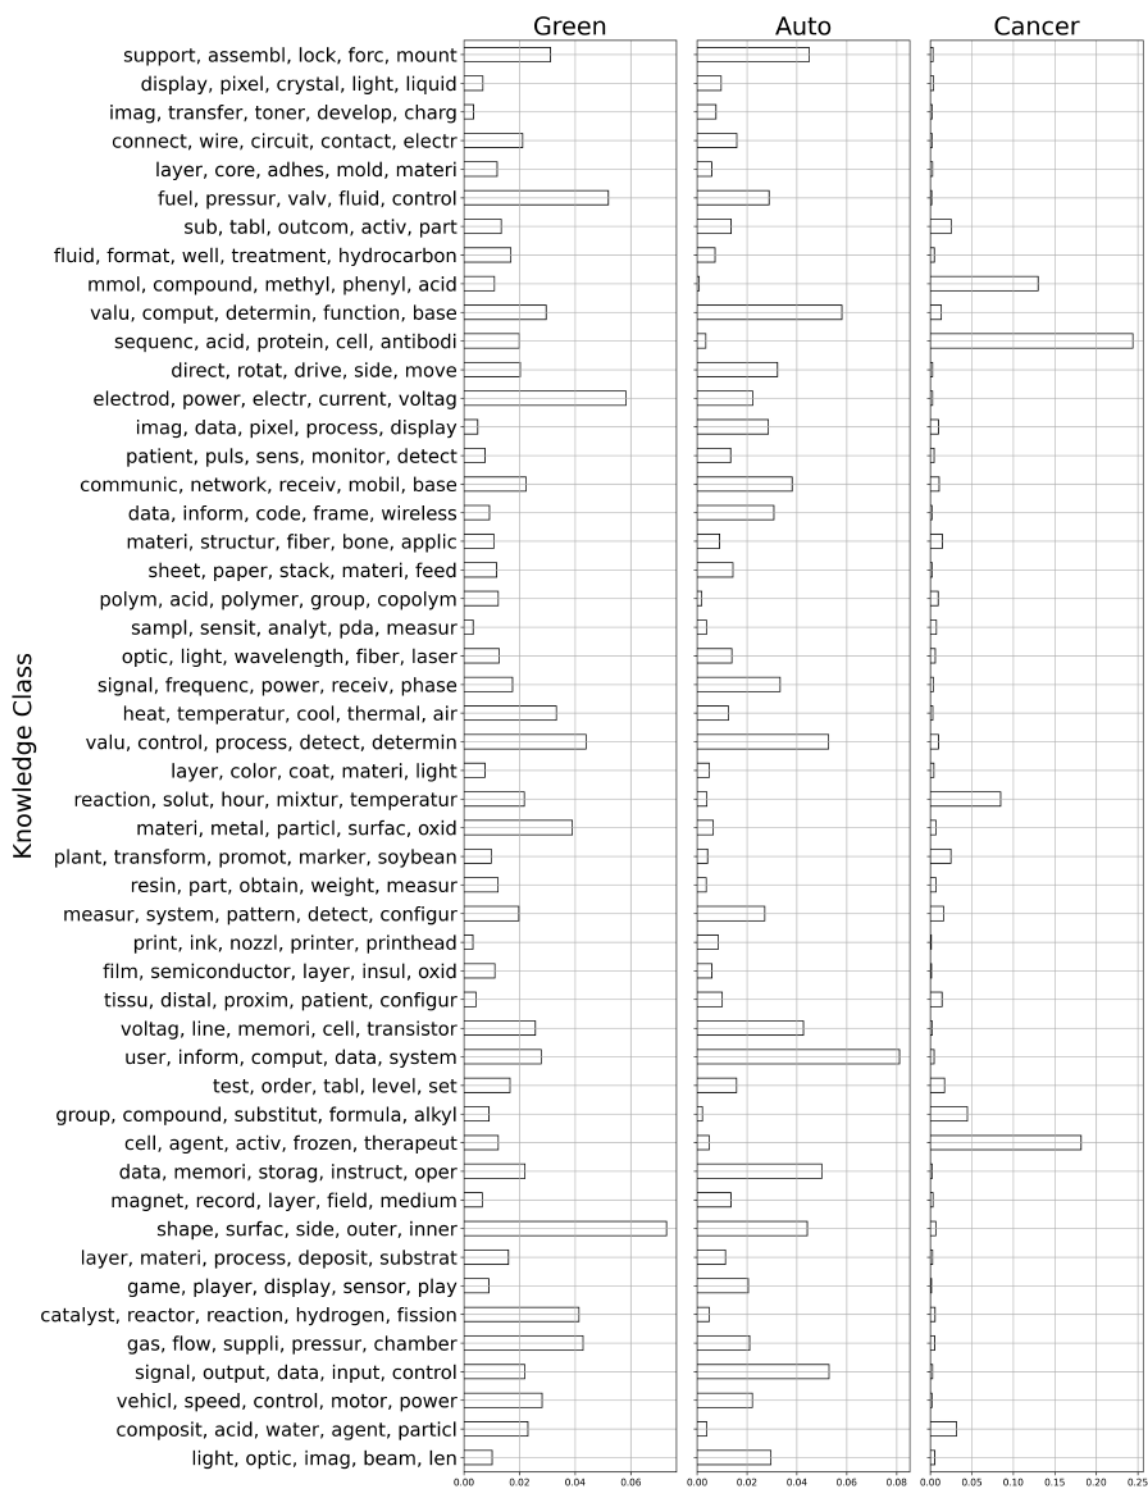 Green Auto Cancer
Knowledge Class
support, assembl, lock, forc, mount
display, pixel, crystal, light, liquid
imag, transfer, toner, develop, charg
connect, wire, circuit, contact, electr
layer, core, adhes, mold, materi
fuel, pressur, valv, fluid, control
sub, tabl, outcom, activ, part
fluid, format, well, treatment, hydrocarbon
mmol, compound, methyl, phenyl, acid
valu, comput, determin, function, base
sequenc, acid, protein, cell, antibodi
direct, rotat, drive, side, move
electrod, power, electr, current, voltag
imag, data, pixel, process, display
patient, puls, sens, monitor, detect
communic, network, receiv, mobil, base
data, inform, code, frame, wireless
materi, structur, fiber, bone, applic
sheet, paper, stack, materi, feed
polym, acid, polymer, group, copolym
sampl, sensit, analyt, pda, measur
optic, light, wavelength, fiber, laser
signal, frequenc, power, receiv, phase
heat, temperatur, cool, thermal, air
valu, control, process, detect, determin
layer, color, coat, materi, light
reaction, solut, hour, mixtur, temperatur
materi, metal, particl, surfac, oxid
plant, transform, promot, marker, soybean
resin, part, obtain, weight, measur
measur, system, pattern, detect, configur
print, ink, nozzl, printer, printhead
film, semiconductor, layer, insul, oxid
tissu, distal, proxim, patient, configur
voltag, line, memori, cell, transistor
user, inform, comput, data, system
test, order, tabl, level, set
group, compound, substitut, formula, alkyl
cell, agent, activ, frozen, therapeut
data, memori, storag, instruct, oper
magnet, record, layer, field, medium
shape, surfac, side, outer, inner
layer, materi, process, deposit, substrat
game, player, display, sensor, play
catalyst, reactor, reaction, hydrogen, fission
gas, flow, suppli, pressur, chamber
signal, output, data, input, control
vehicl, speed, control, motor, power
composit, acid, water, agent, particl
light, optic, imag, beam, len
0.00 0.02 0.04 0.06 0.00 0.02 0.04 0.06 0.08 0.00 0.05 0.10 0.15 0.20 0.25